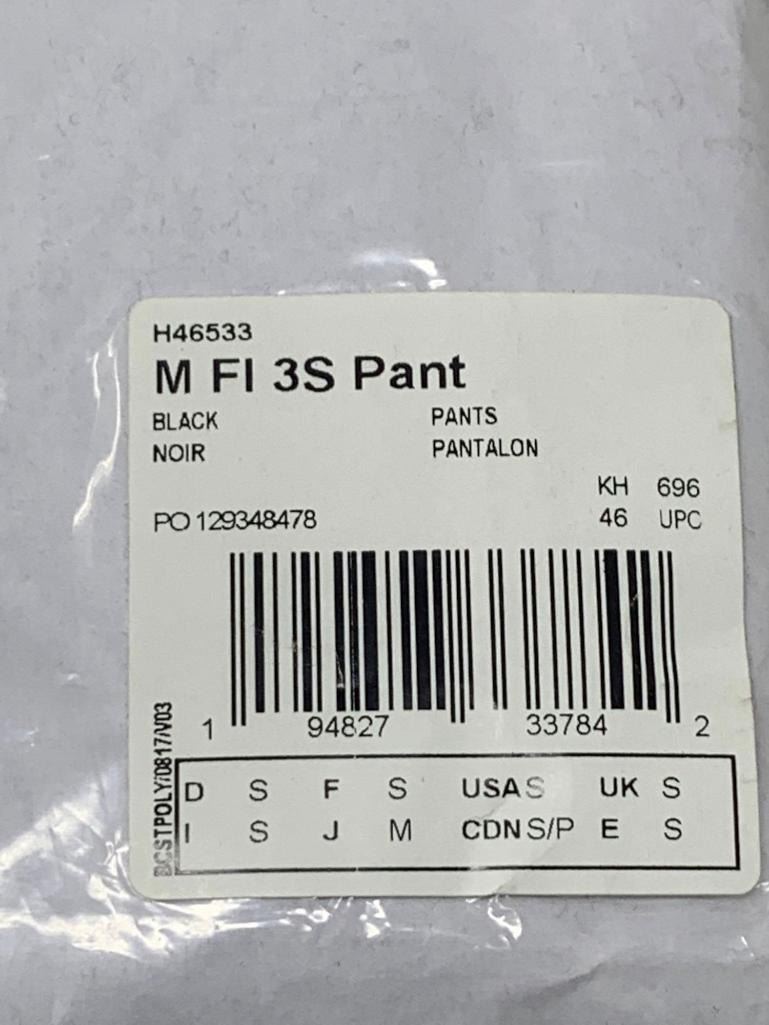 H46533
M FI 3S Pant
BLACK PANTS
NOIR PANTALON
KH 696
PO 129348478 46 UPC
1 94827 33784 2
BCSTPOLY/0817/V03
D S F S USA S UK S
I S J M CDN S/P E S